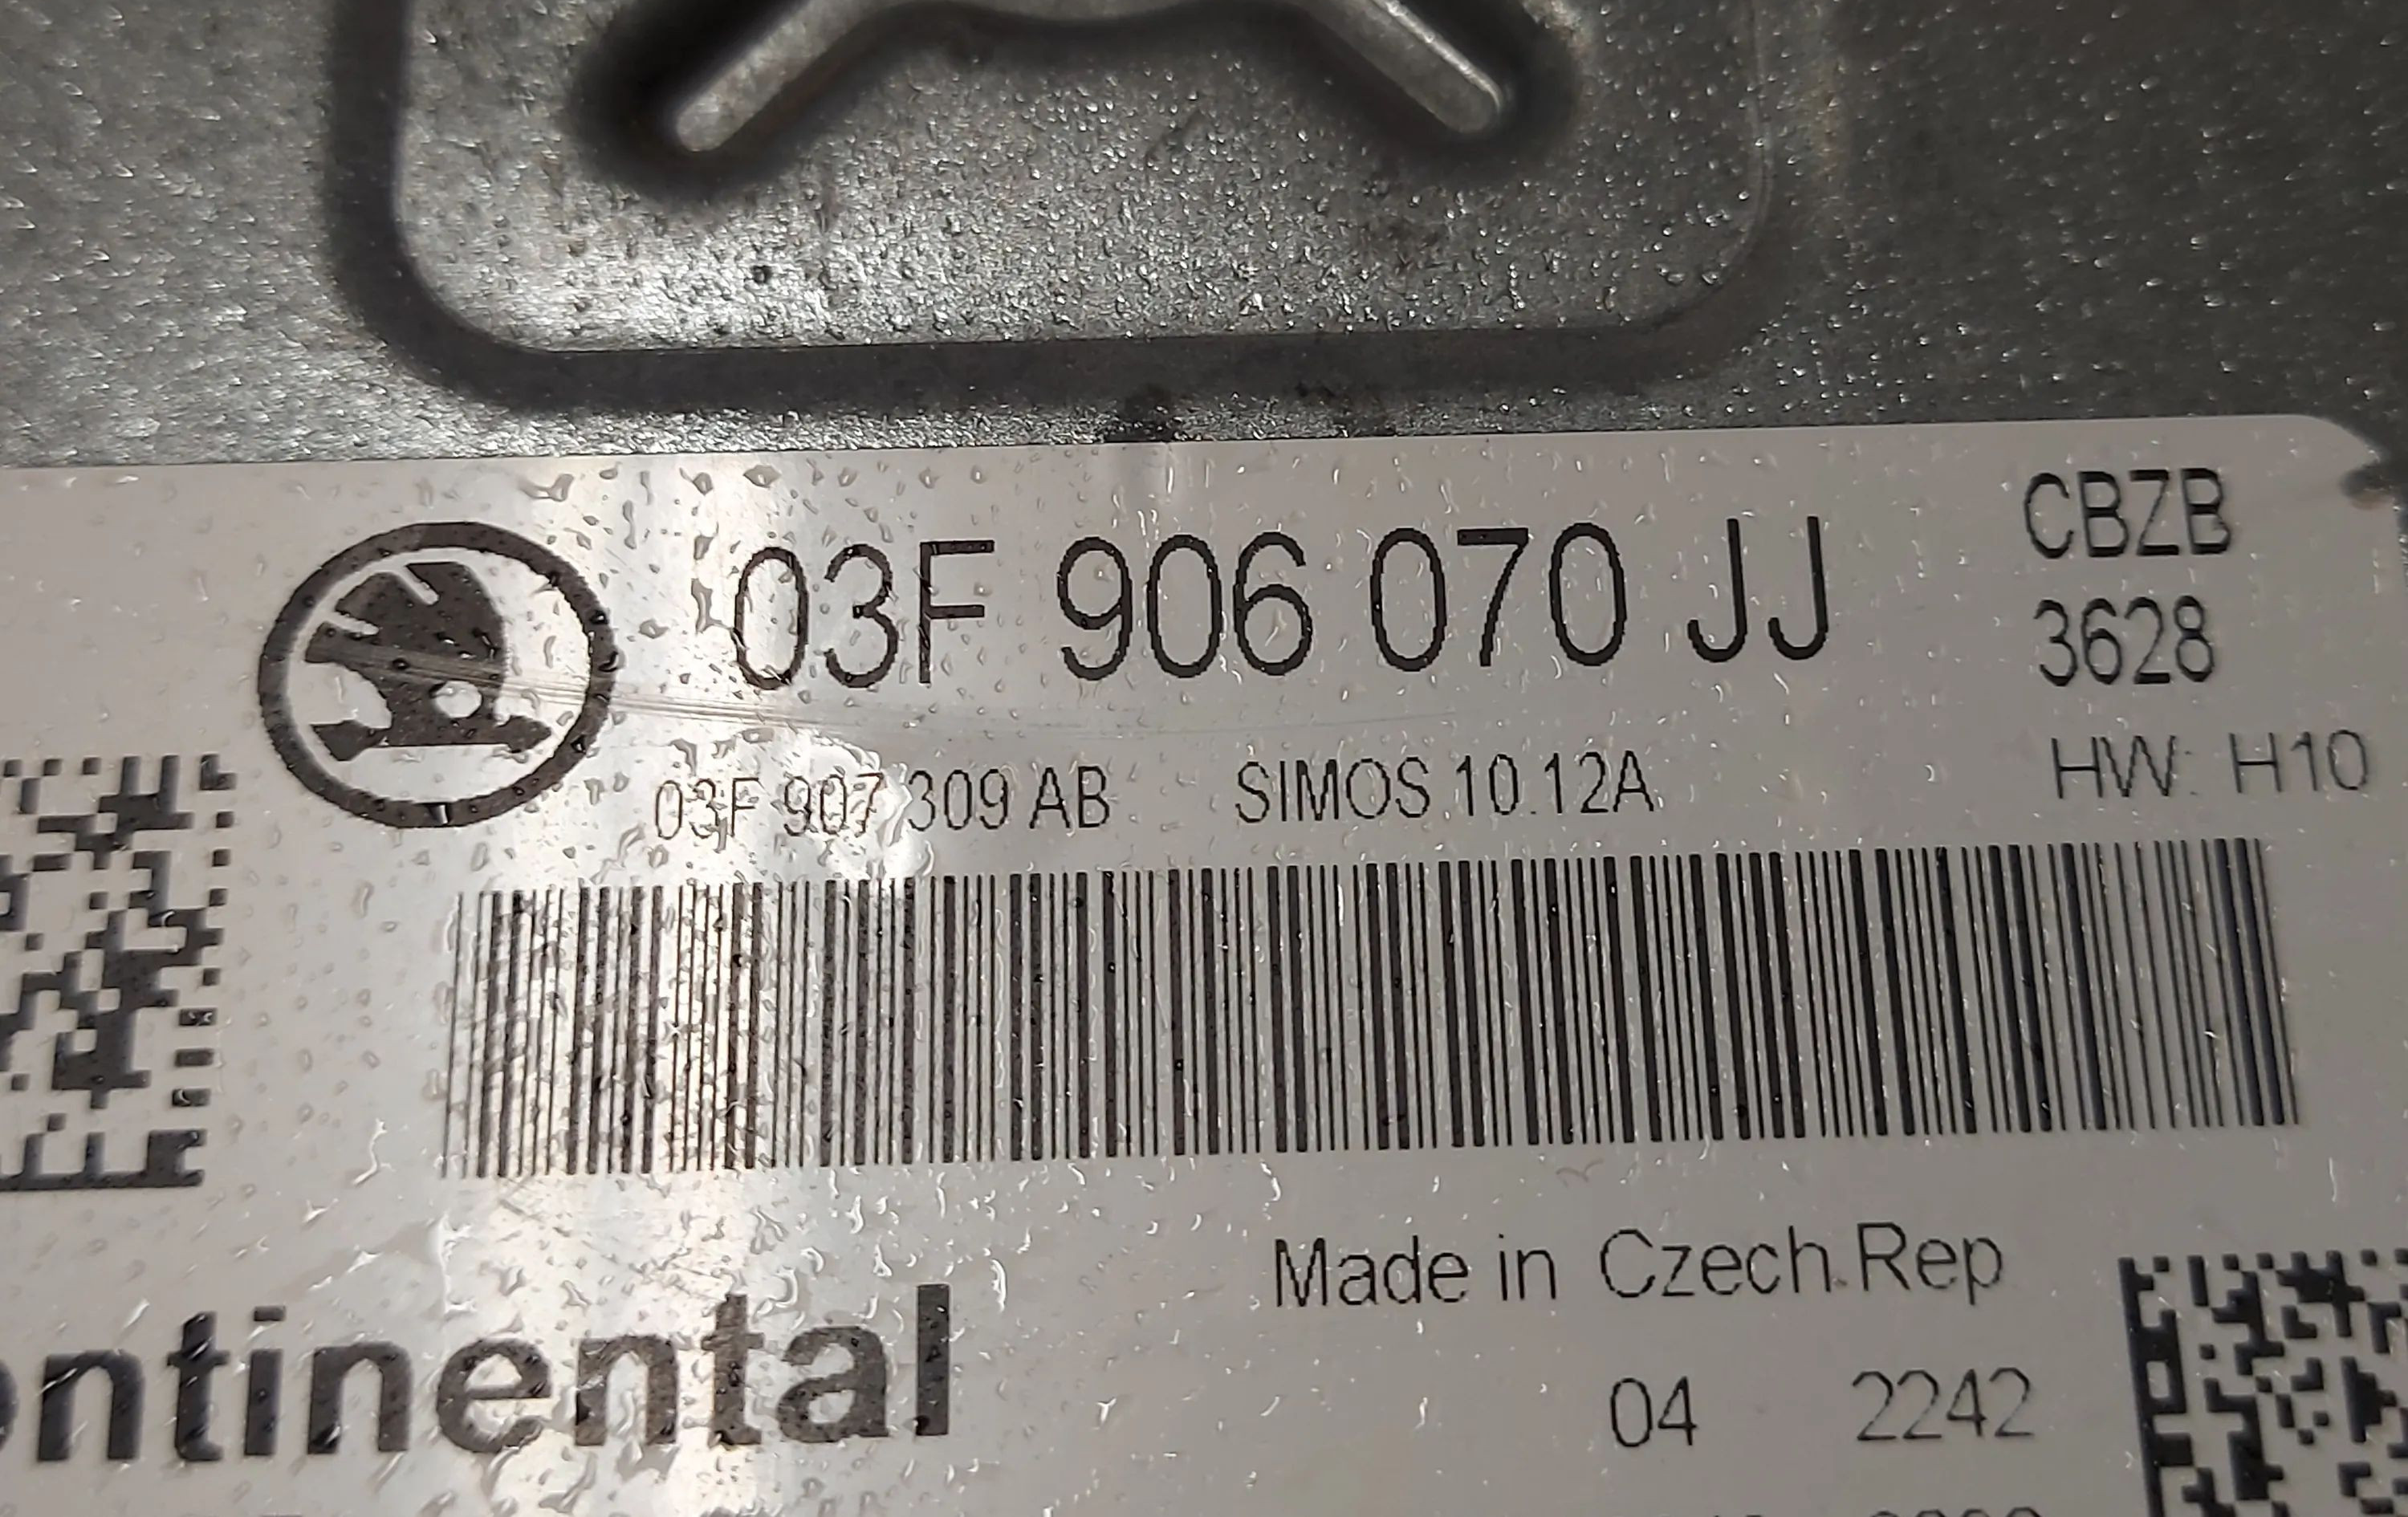 03F 906 070 JJ
CBZB
3628
03F 907 309 AB SIMOS 10.12A
HW: H10
Made in Czech.Rep
ontinental
04 2242